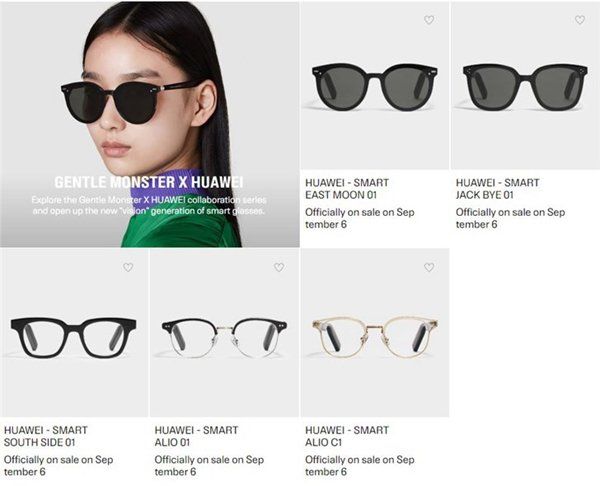 GENTLE MONSTER X HUAWEI
Explore the Gentle Monster X HUAWEI collaboration series
and open up the new "vision" generation of smart glasses.
HUAWEI - SMART
EAST MOON 01
Officially on sale on Sep
tember 6
HUAWEI - SMART
JACK BYE 01
Officially on sale on Sep
tember 6
HUAWEI - SMART
SOUTH SIDE 01
Officially on sale on Sep
tember 6
HUAWEI - SMART
ALIO 01
Officially on sale on Sep
tember 6
HUAWEI - SMART
ALIO C1
Officially on sale on Sep
tember 6